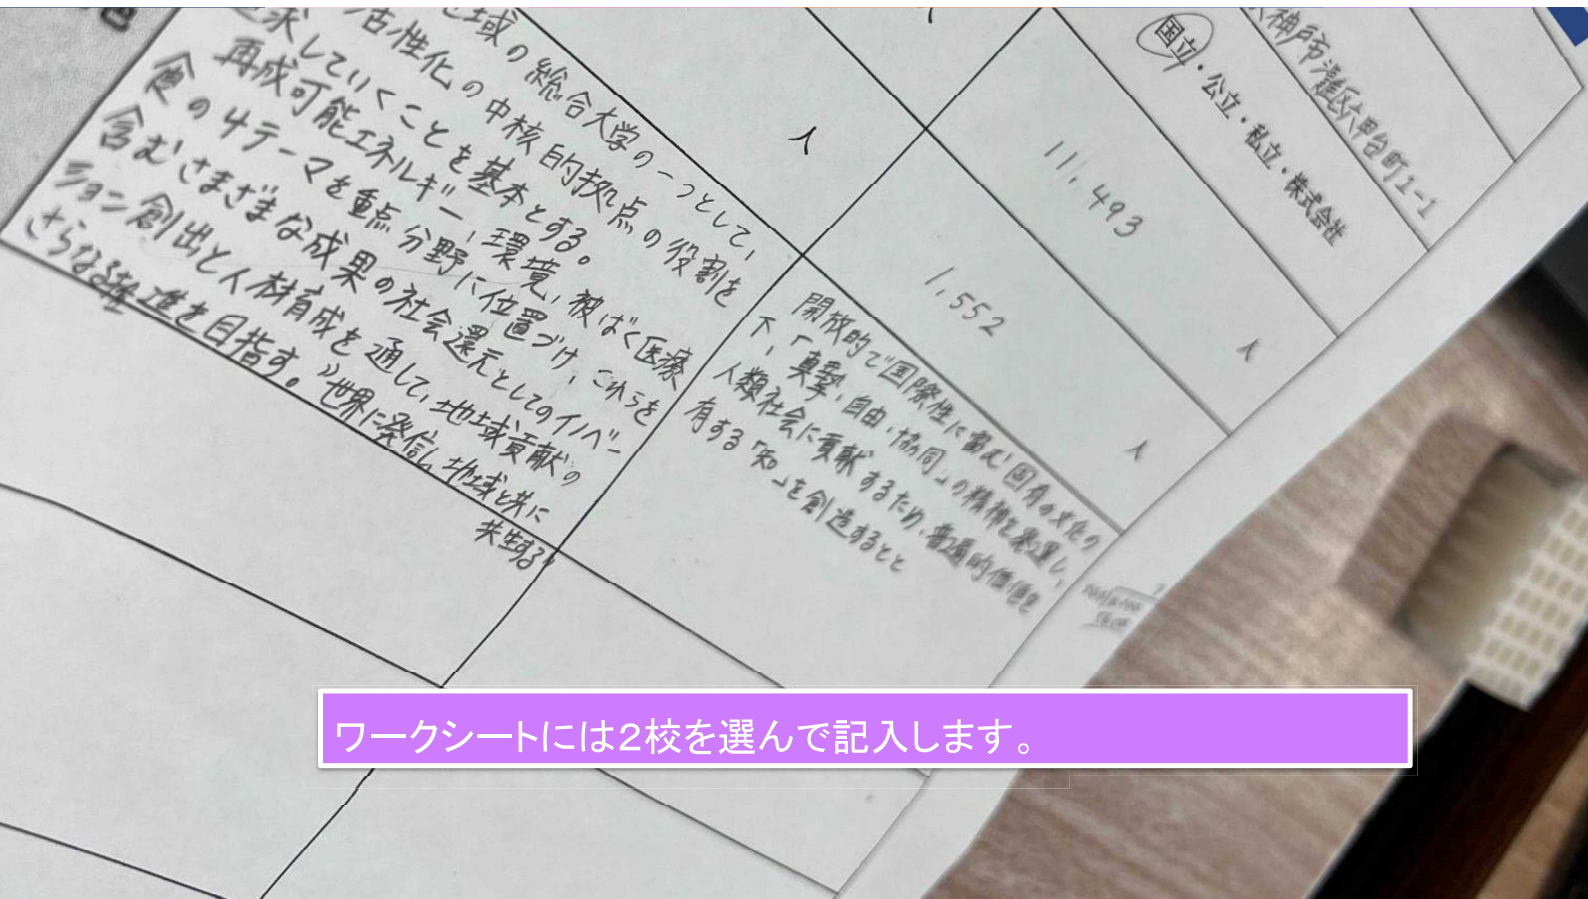 色
域の総合大学の一つとして、
活性化の中核的拠点の役割を
求していくことを基本とする。
再成可能エネルギー、環境、被ばく医療
食の4テーマを重点分野に位置づけ、これらを
含むさまざまな成果の社会還元としてのイノベー
ション創出と人材育成を通して、地域貢献の
さらなる推進を目指す。"世界に発信し地域と共に
共生する"
人
神戸市灘区六甲台町1-1
国立・公立・私立・株式会社
111.493
人
1.552
人
開放的で国際性に富む固有の文化の
下、「真摯・自由・協同」の精神を発揮し、
人類社会に貢献するため、普遍的価値を
有する「知」を創造するとと
ワークシートには2校を選んで記入します。